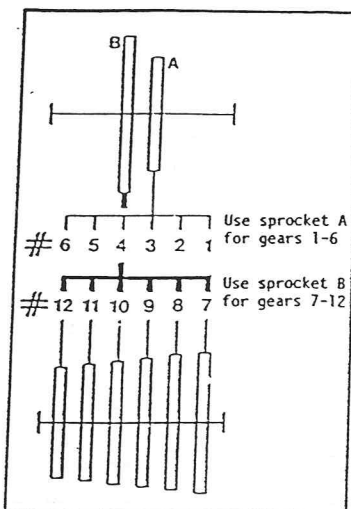 B
A
Use sprocket A
for gears 1-6
# 6 5 4 3 2 1
Use sprocket B
for gears 7-12
# 12 11 10 9 8 7